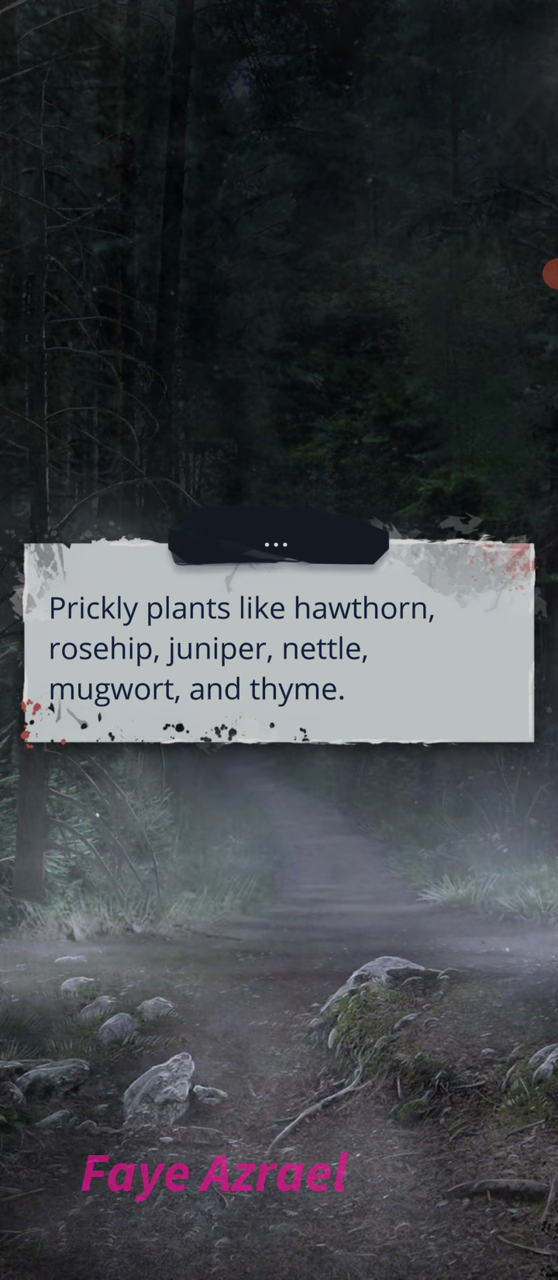 ...
Prickly plants like hawthorn,
rosehip, juniper, nettle,
mugwort, and thyme.
Faye Azrael